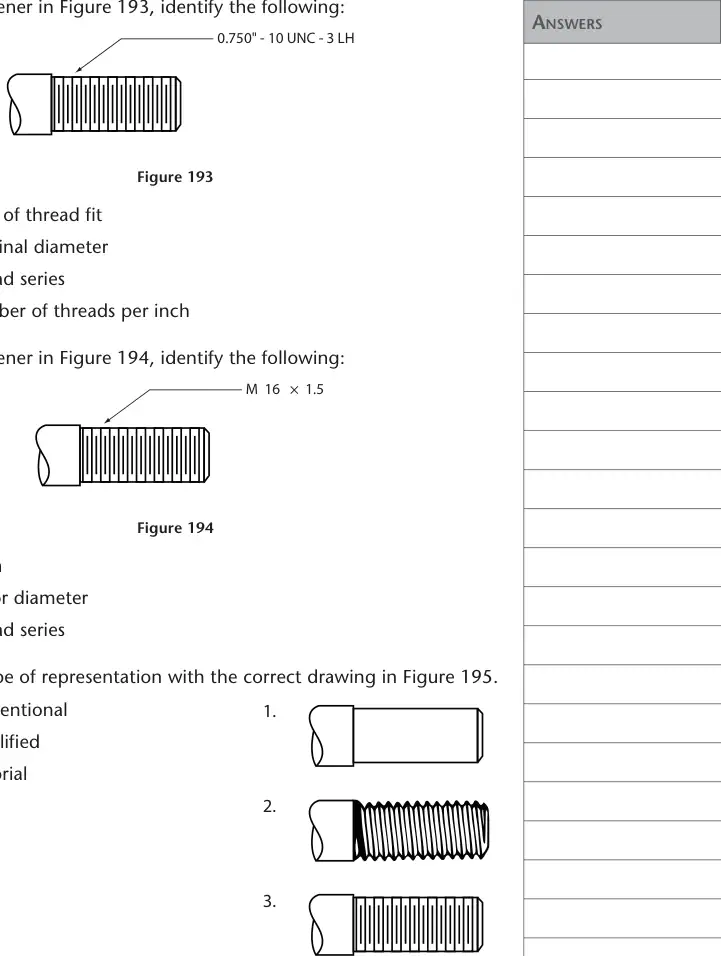 ener in Figure 193, identify the following:
0.750" - 10 UNC - 3 LH
Figure 193
of thread fit
inal diameter
ad series
ber of threads per inch
ener in Figure 194, identify the following:
M 16 × 1.5
Figure 194
or diameter
ad series
pe of representation with the correct drawing in Figure 195.
entional
lified
orial
1.
2.
3.
ANSWERS